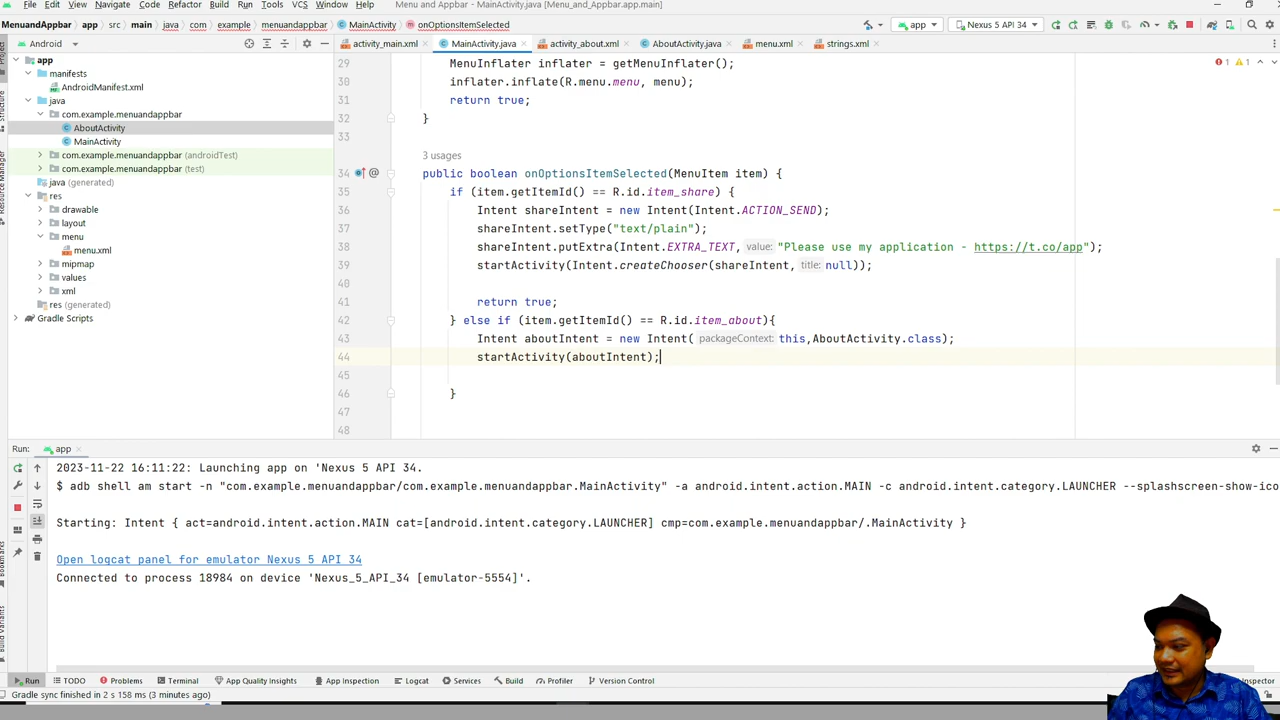 File Edit View Navigate Code Refactor Build Run Tools VCS Window Help Menu and Appbar - MainActivity.java [Menu_and_Appbar.app.main]
MenuandAppbar app src main java com example menuandappbar MainActivity onOptionsItemSelected app Nexus 5 API 34
Android activity_main.xml MainActivity.java activity_about.xml AboutActivity.java menu.xml strings.xml
app
manifests
AndroidManifest.xml
java
com.example.menuandappbar
AboutActivity
MainActivity
com.example.menuandappbar (androidTest)
com.example.menuandappbar (test)
java (generated)
res
drawable
layout
menu
menu.xml
mipmap
values
xml
res (generated)
Gradle Scripts
Structure
Resource Manager
1 1
29 MenuInflater inflater = getMenuInflater();
30 inflater.inflate(R.menu.menu, menu);
31 return true;
32 }
33
3 usages
34 @ public boolean onOptionsItemSelected(MenuItem item) {
35 if (item.getItemId() == R.id.item_share) {
36 Intent shareIntent = new Intent(Intent.ACTION_SEND);
37 shareIntent.setType("text/plain");
38 shareIntent.putExtra(Intent.EXTRA_TEXT, value: "Please use my application - https://t.co/app");
39 startActivity(Intent.createChooser(shareIntent, title: null));
40
41 return true;
42 } else if (item.getItemId() == R.id.item_about){
43 Intent aboutIntent = new Intent( packageContext: this,AboutActivity.class);
44 startActivity(aboutIntent);
45
46 }
47
48
Run: app
2023-11-22 16:11:22: Launching app on 'Nexus 5 API 34.
$ adb shell am start -n "com.example.menuandappbar/com.example.menuandappbar.MainActivity" -a android.intent.action.MAIN -c android.intent.category.LAUNCHER --splashscreen-show-ico
Starting: Intent { act=android.intent.action.MAIN cat=[android.intent.category.LAUNCHER] cmp=com.example.menuandappbar/.MainActivity }
Open logcat panel for emulator Nexus 5 API 34
Connected to process 18984 on device 'Nexus_5_API_34 [emulator-5554]'.
Bookmarks
Build Variants
Run TODO Problems Terminal App Quality Insights App Inspection Logcat Services Build Profiler Version Control
Gradle sync finished in 2 s 158 ms (3 minutes ago)